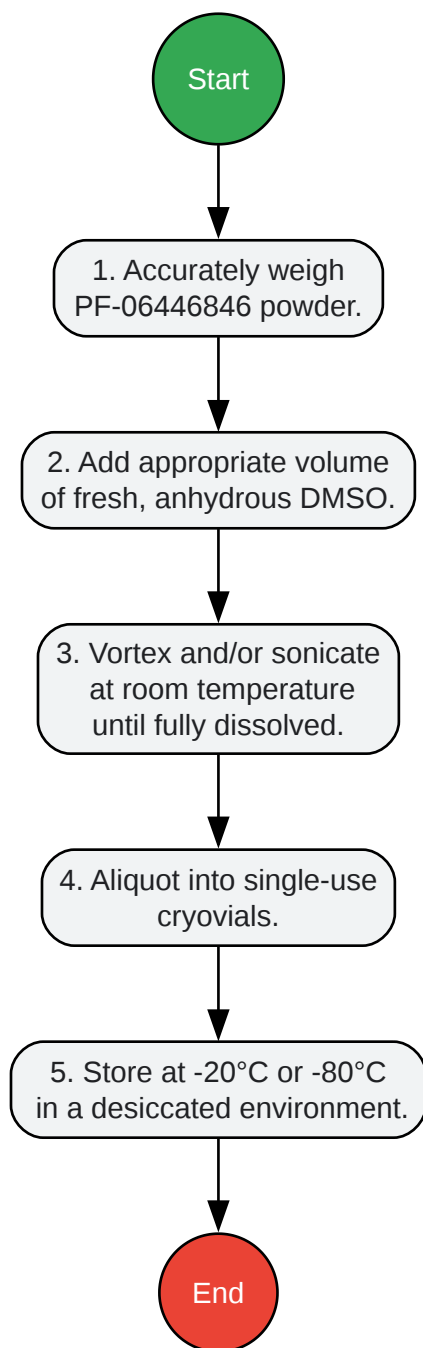 Start
1. Accurately weigh
PF-06446846 powder.
2. Add appropriate volume
of fresh, anhydrous DMSO.
3. Vortex and/or sonicate
at room temperature
until fully dissolved.
4. Aliquot into single-use
cryovials.
5. Store at -20°C or -80°C
in a desiccated environment.
End